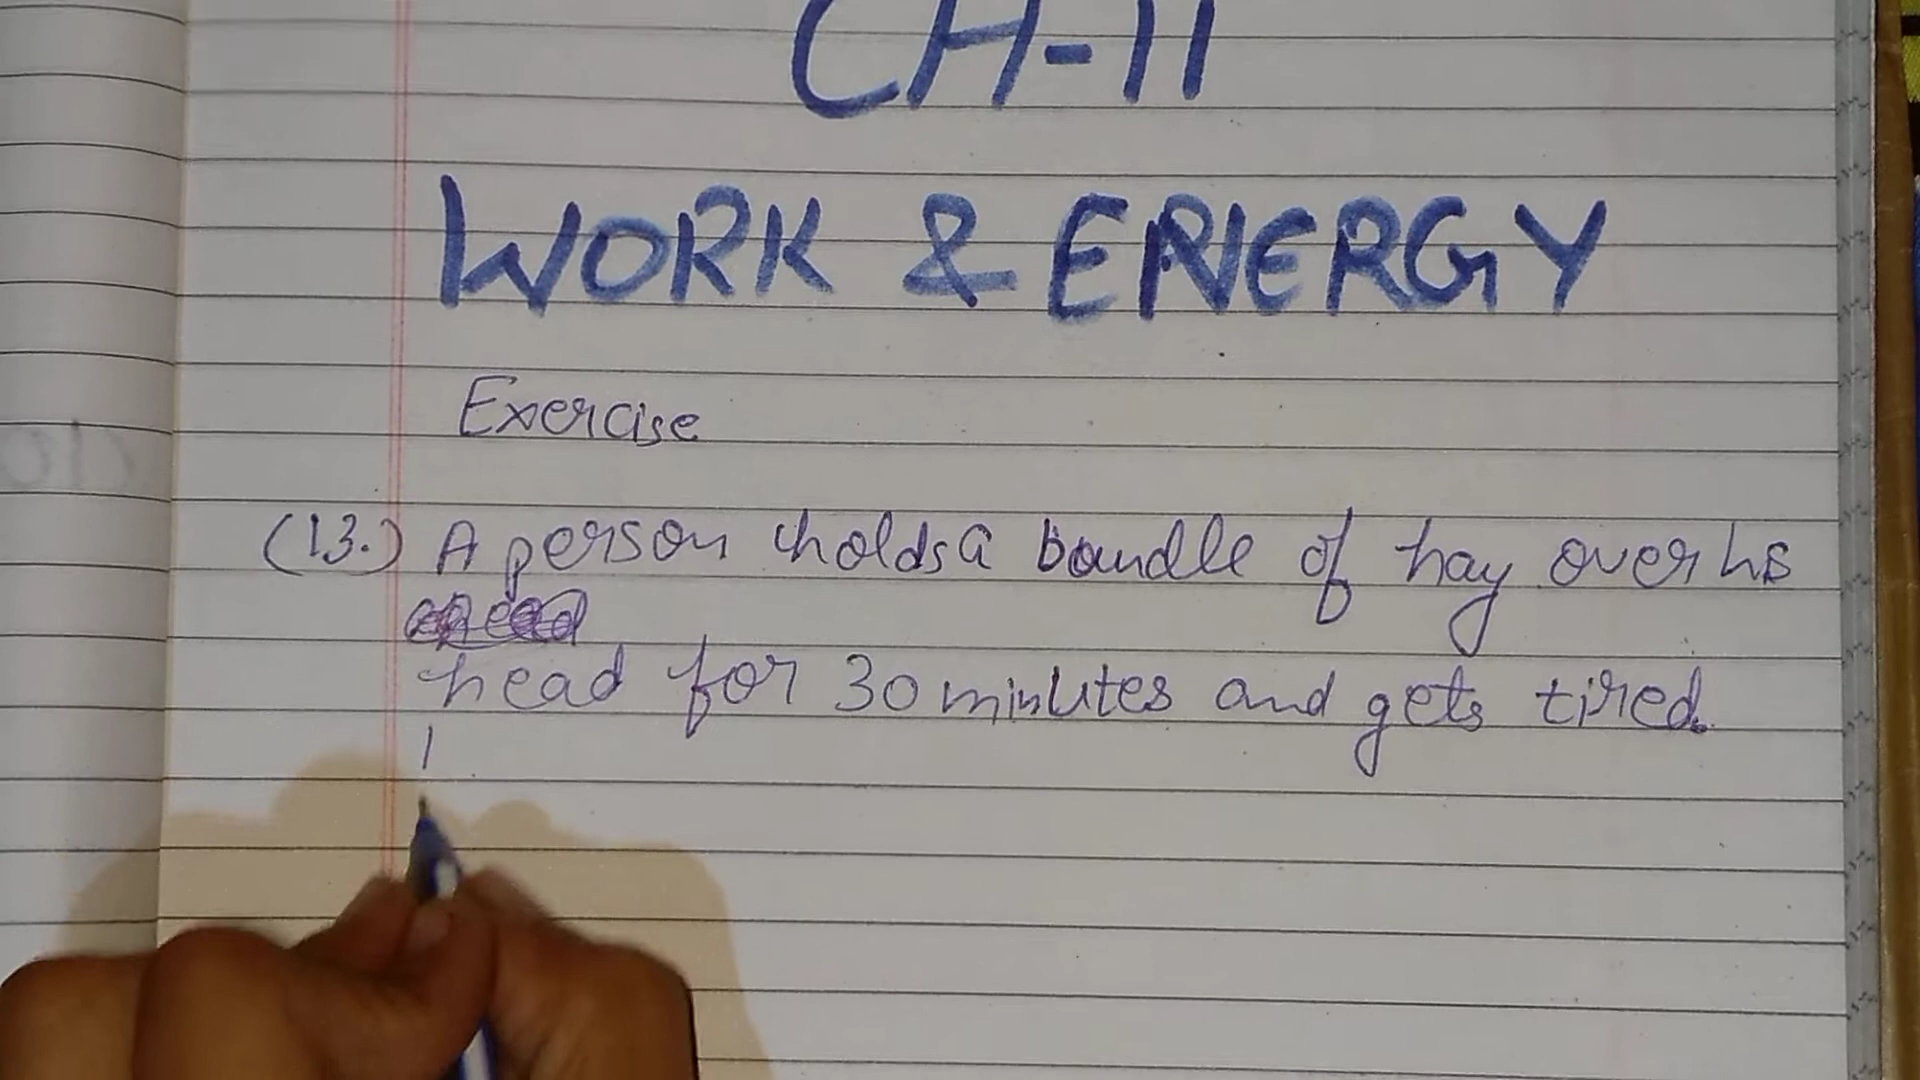 CH-11
WORK & ENERGY
Exercise
(13.) A person holds a bundle of hay over his
head for 30 minutes and gets tired.